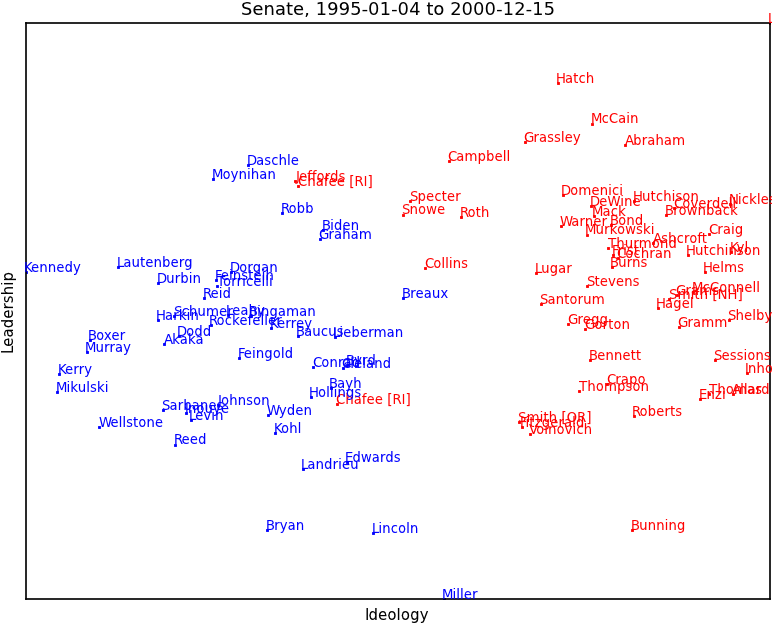 Senate, 1995-01-04 to 2000-12-15
Hatch
McCain
Grassley
Abraham
Campbell
Daschle
Moynihan
Jeffords
Chafee [RI]
Domenici
Specter
Hutchison
Nickles
DeWine
Coverdell
Robb
Snowe
Roth
Mack
Brownback
Warner
Bond
Biden
Murkowski
Craig
Graham
Ashcroft
Thurmond
Kyl
Frist
Cochran
Hutchinson
Lautenberg
Collins
Burns
Kennedy
Dorgan
Lugar
Helms
Durbin
Feinstein
Torricelli
Stevens
McConnell
Grams
Reid
Breaux
Smith [NH]
Santorum
Hagel
Harkin
Schumer
Leahy
Bingaman
Rockefeller
Kerrey
Gregg
Gorton
Gramm
Shelby
Boxer
Dodd
Akaka
Baucus
Lieberman
Murray
Feingold
Bennett
Sessions
Conrad
Byrd
Cleland
Kerry
Inho
Mikulski
Bayh
Thompson
Crapo
Hollings
Thomas
Allard
Enzi
Chafee [RI]
Sarbanes
Inouye
Johnson
Levin
Wyden
Roberts
Wellstone
Smith [OR]
Fitzgerald
Voinovich
Kohl
Reed
Landrieu
Edwards
Bryan
Lincoln
Bunning
Miller
Ideology
Leadership